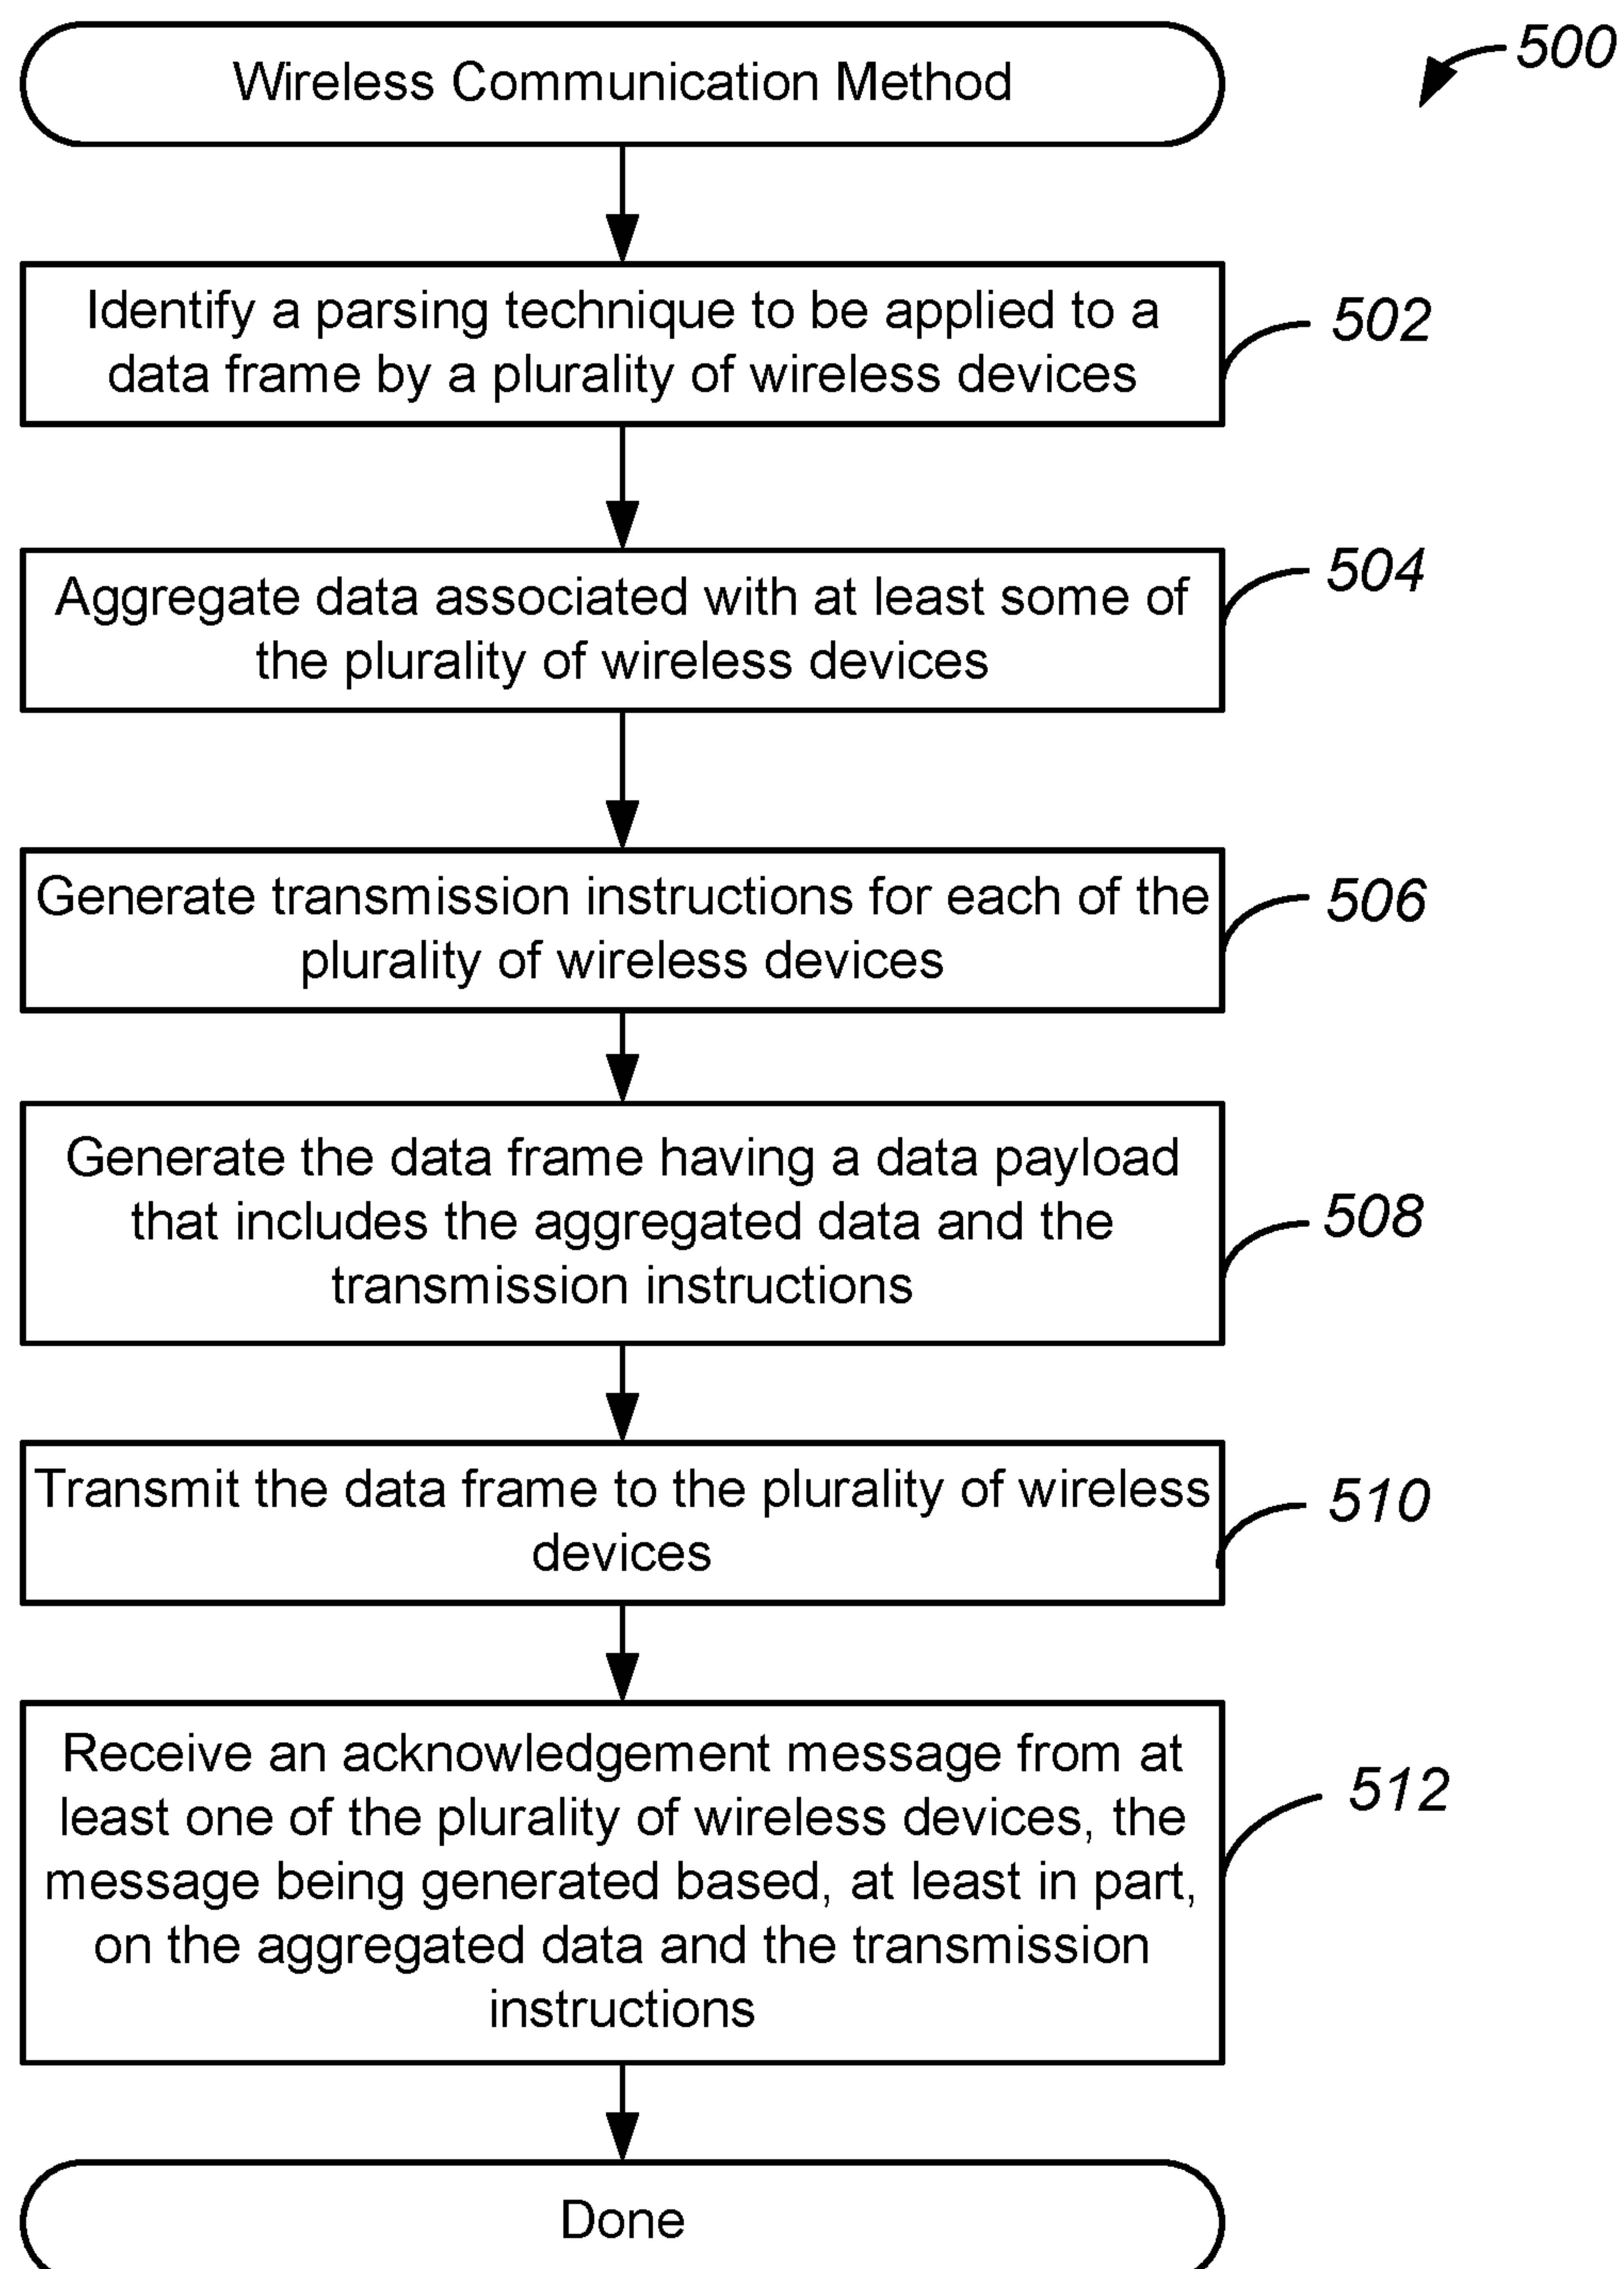 Wireless Communication Method
500
Identify a parsing technique to be applied to a
data frame by a plurality of wireless devices
502
Aggregate data associated with at least some of
the plurality of wireless devices
504
Generate transmission instructions for each of the
plurality of wireless devices
506
Generate the data frame having a data payload
that includes the aggregated data and the
transmission instructions
508
Transmit the data frame to the plurality of wireless
devices
510
Receive an acknowledgement message from at
least one of the plurality of wireless devices, the
message being generated based, at least in part,
on the aggregated data and the transmission
instructions
512
Done